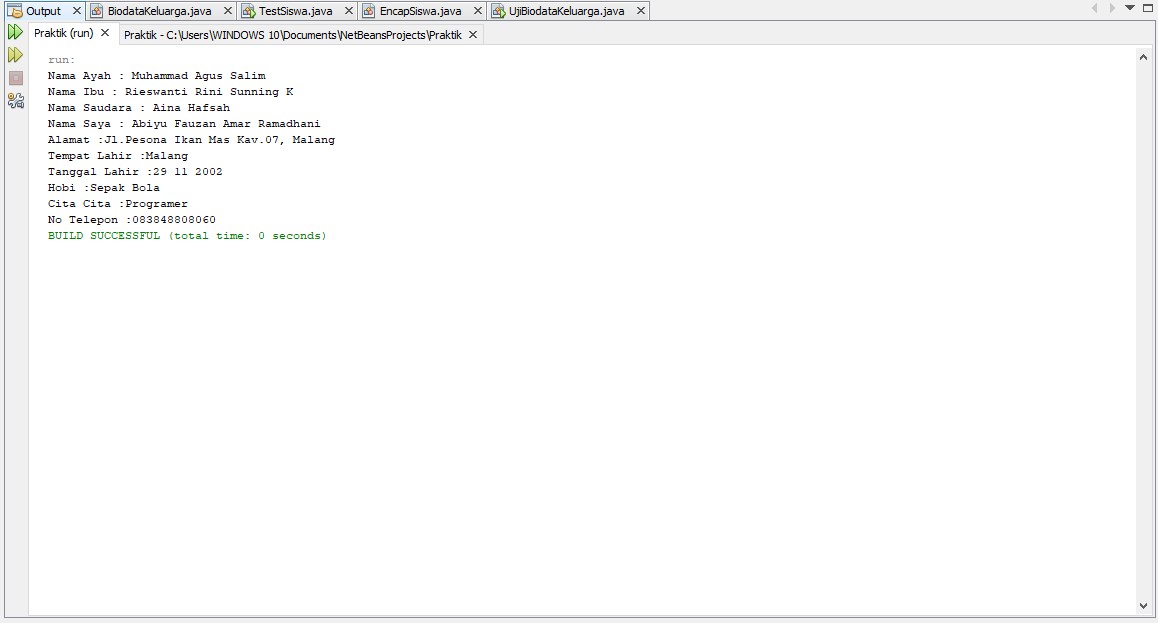 Output BiodataKeluarga.java TestSiswa.java EncapSiswa.java UjiBiodataKeluarga.java
Praktik (run) Praktik - C:\Users\WINDOWS 10\Documents\NetBeansProjects\Praktik
run:
Nama Ayah : Muhammad Agus Salim
Nama Ibu : Rieswanti Rini Sunning K
Nama Saudara : Aina Hafsah
Nama Saya : Abiyu Fauzan Amar Ramadhani
Alamat :Jl.Pesona Ikan Mas Kav.07, Malang
Tempat Lahir :Malang
Tanggal Lahir :29 11 2002
Hobi :Sepak Bola
Cita Cita :Programer
No Telepon :083848808060
BUILD SUCCESSFUL (total time: 0 seconds)